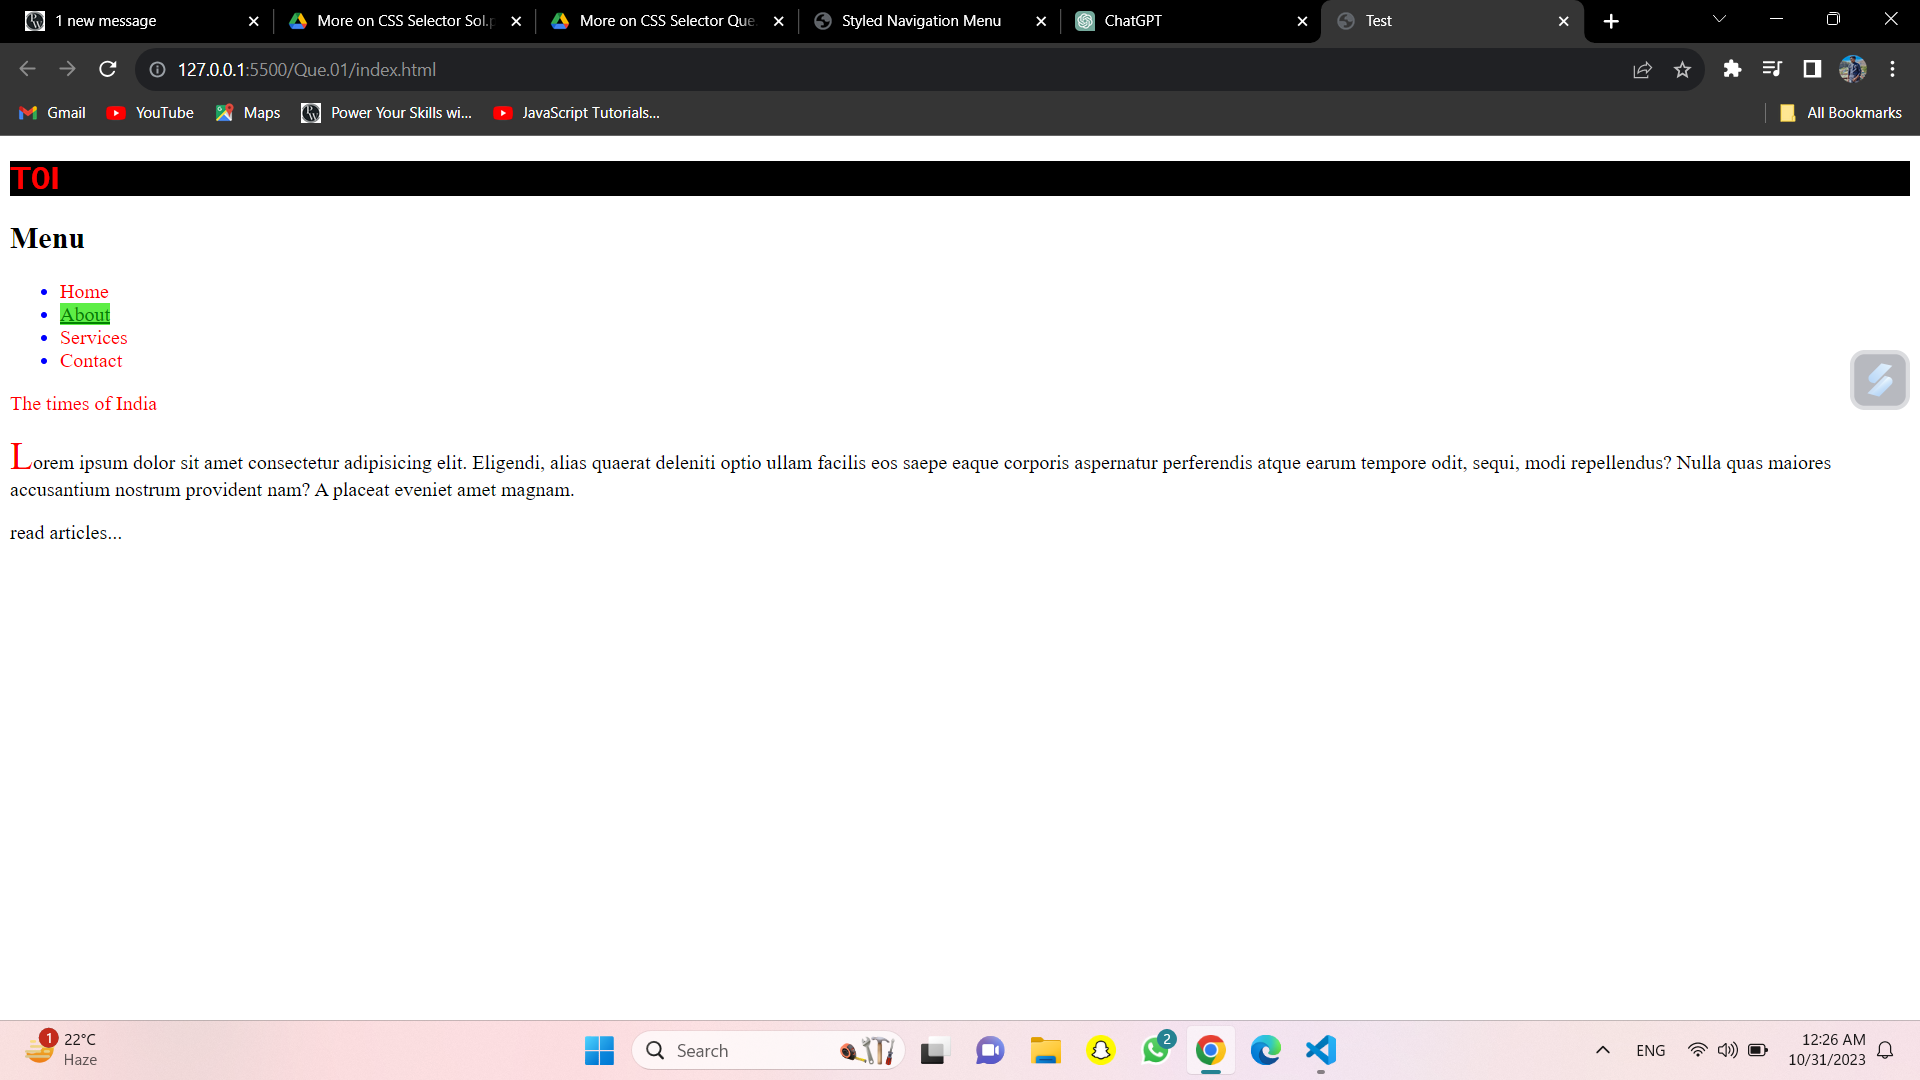 1 new message
More on CSS Selector Sol.p
More on CSS Selector Que.
Styled Navigation Menu
ChatGPT
Test
127.0.0.1:5500/Que.01/index.html
Gmail
YouTube
Maps
Power Your Skills wi...
JavaScript Tutorials...
All Bookmarks
TOI
Menu
Home
About
Services
Contact
The times of India
Lorem ipsum dolor sit amet consectetur adipisicing elit. Eligendi, alias quaerat deleniti optio ullam facilis eos saepe eaque corporis aspernatur perferendis atque earum tempore odit, sequi, modi repellendus? Nulla quas maiores
accusantium nostrum provident nam? A placeat eveniet amet magnam.
read articles...
1
22°C
Haze
Search
2
ENG
12:26 AM
10/31/2023